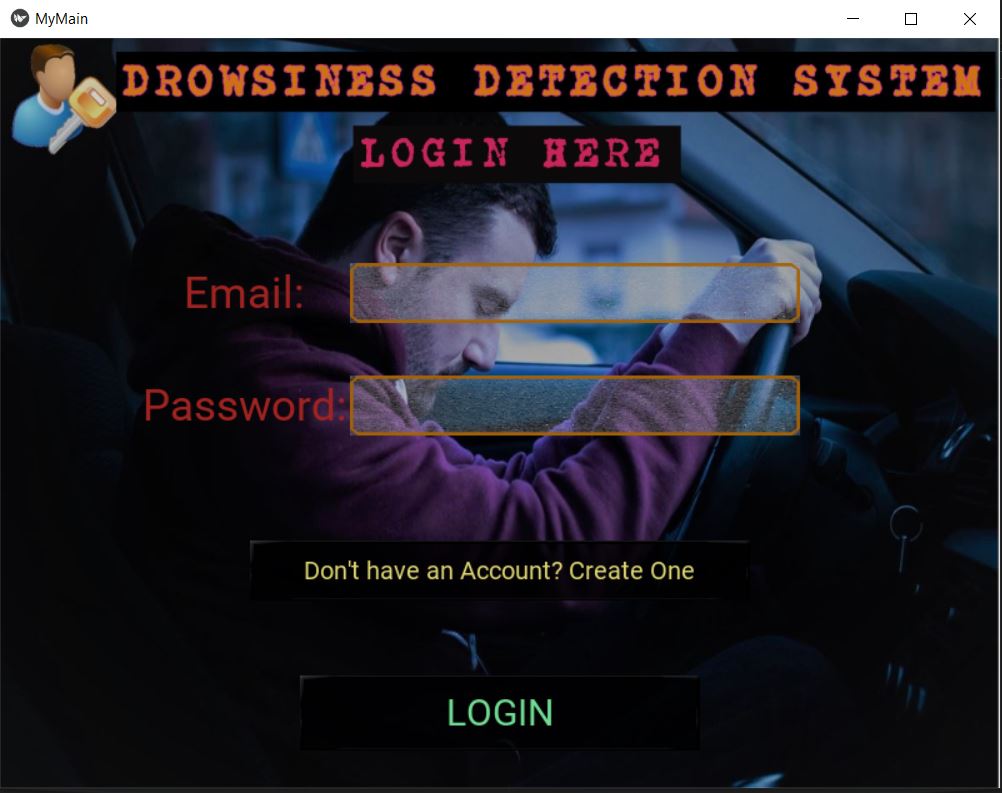 MyMain
DROWSINESS DETECTION SYSTEM
LOGIN HERE
Email:
Password:
Don't have an Account? Create One
LOGIN